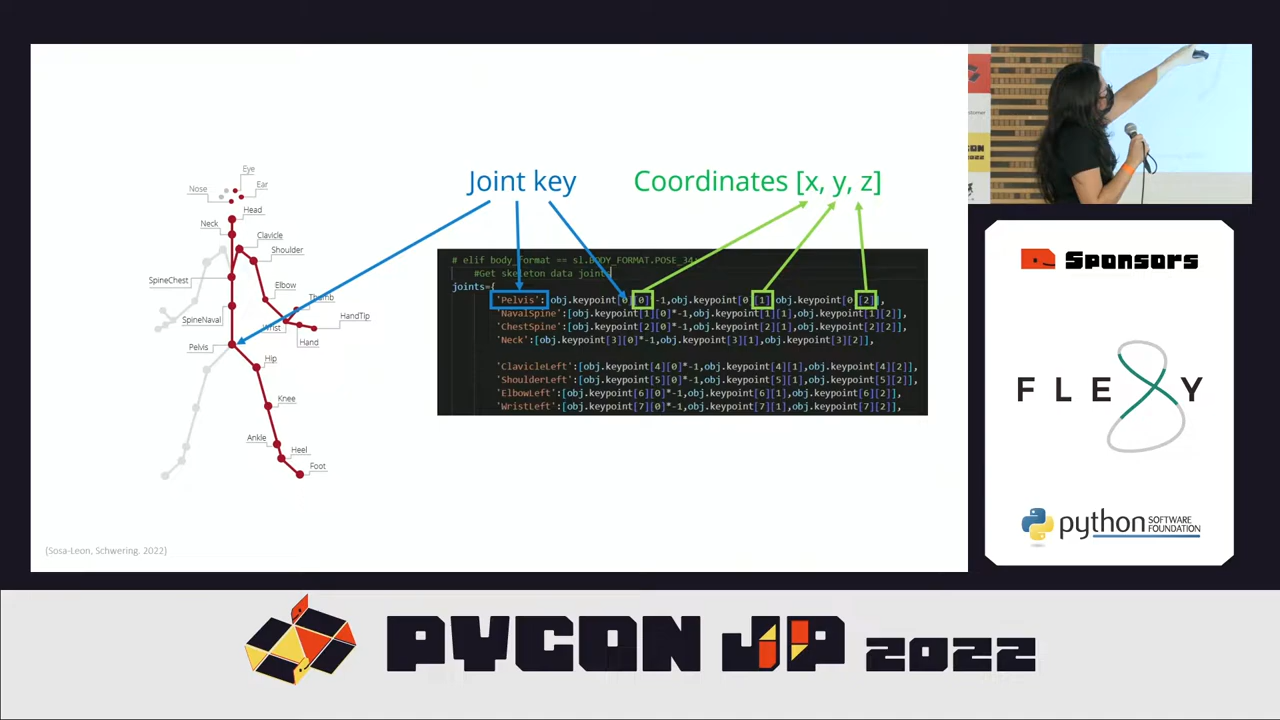 Joint key
Coordinates [x, y, z]
Eye
Nose
Ear
Head
Neck
Clavicle
Shoulder
SpineChest
Elbow
Thumb
SpineNaval
HandTip
Wrist
Hand
Pelvis
Hip
Knee
Ankle
Heel
Foot
# elif body_format == sl.BODY_FORMAT.POSE_34:
#Get skeleton data joints
joints={
'Pelvis':[obj.keypoint[0][0]*-1,obj.keypoint[0][1],obj.keypoint[0][2]],
'NavalSpine':[obj.keypoint[1][0]*-1,obj.keypoint[1][1],obj.keypoint[1][2]],
'ChestSpine':[obj.keypoint[2][0]*-1,obj.keypoint[2][1],obj.keypoint[2][2]],
'Neck':[obj.keypoint[3][0]*-1,obj.keypoint[3][1],obj.keypoint[3][2]],
'ClavicleLeft':[obj.keypoint[4][0]*-1,obj.keypoint[4][1],obj.keypoint[4][2]],
'ShoulderLeft':[obj.keypoint[5][0]*-1,obj.keypoint[5][1],obj.keypoint[5][2]],
'ElbowLeft':[obj.keypoint[6][0]*-1,obj.keypoint[6][1],obj.keypoint[6][2]],
'WristLeft':[obj.keypoint[7][0]*-1,obj.keypoint[7][1],obj.keypoint[7][2]],
(Sosa-Leon, Schwering, 2022)
2022
Sponsors
FLEXY
python SOFTWARE
FOUNDATION
PYCON JP 2022